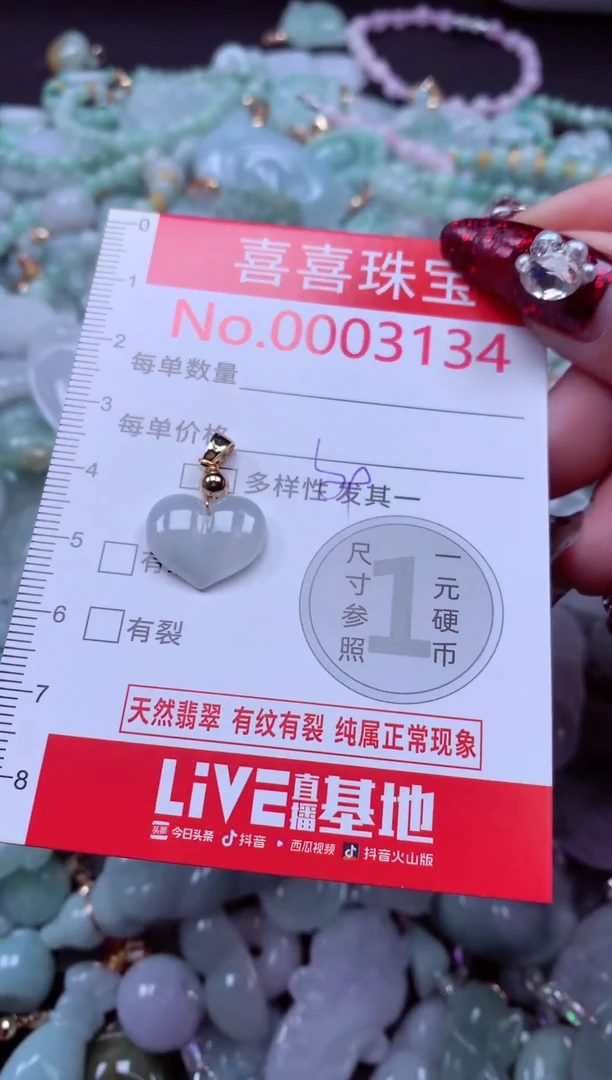 喜喜珠宝
No.0003134
每单数量
每单价格
多样性发其一
有
有裂
尺寸参照
1
一元硬币
天然翡翠 有纹有裂 纯属正常现象
LiVE直播基地
头条 今日头条 抖音 西瓜视频 抖音火山版
0
1
2
3
4
5
6
7
8